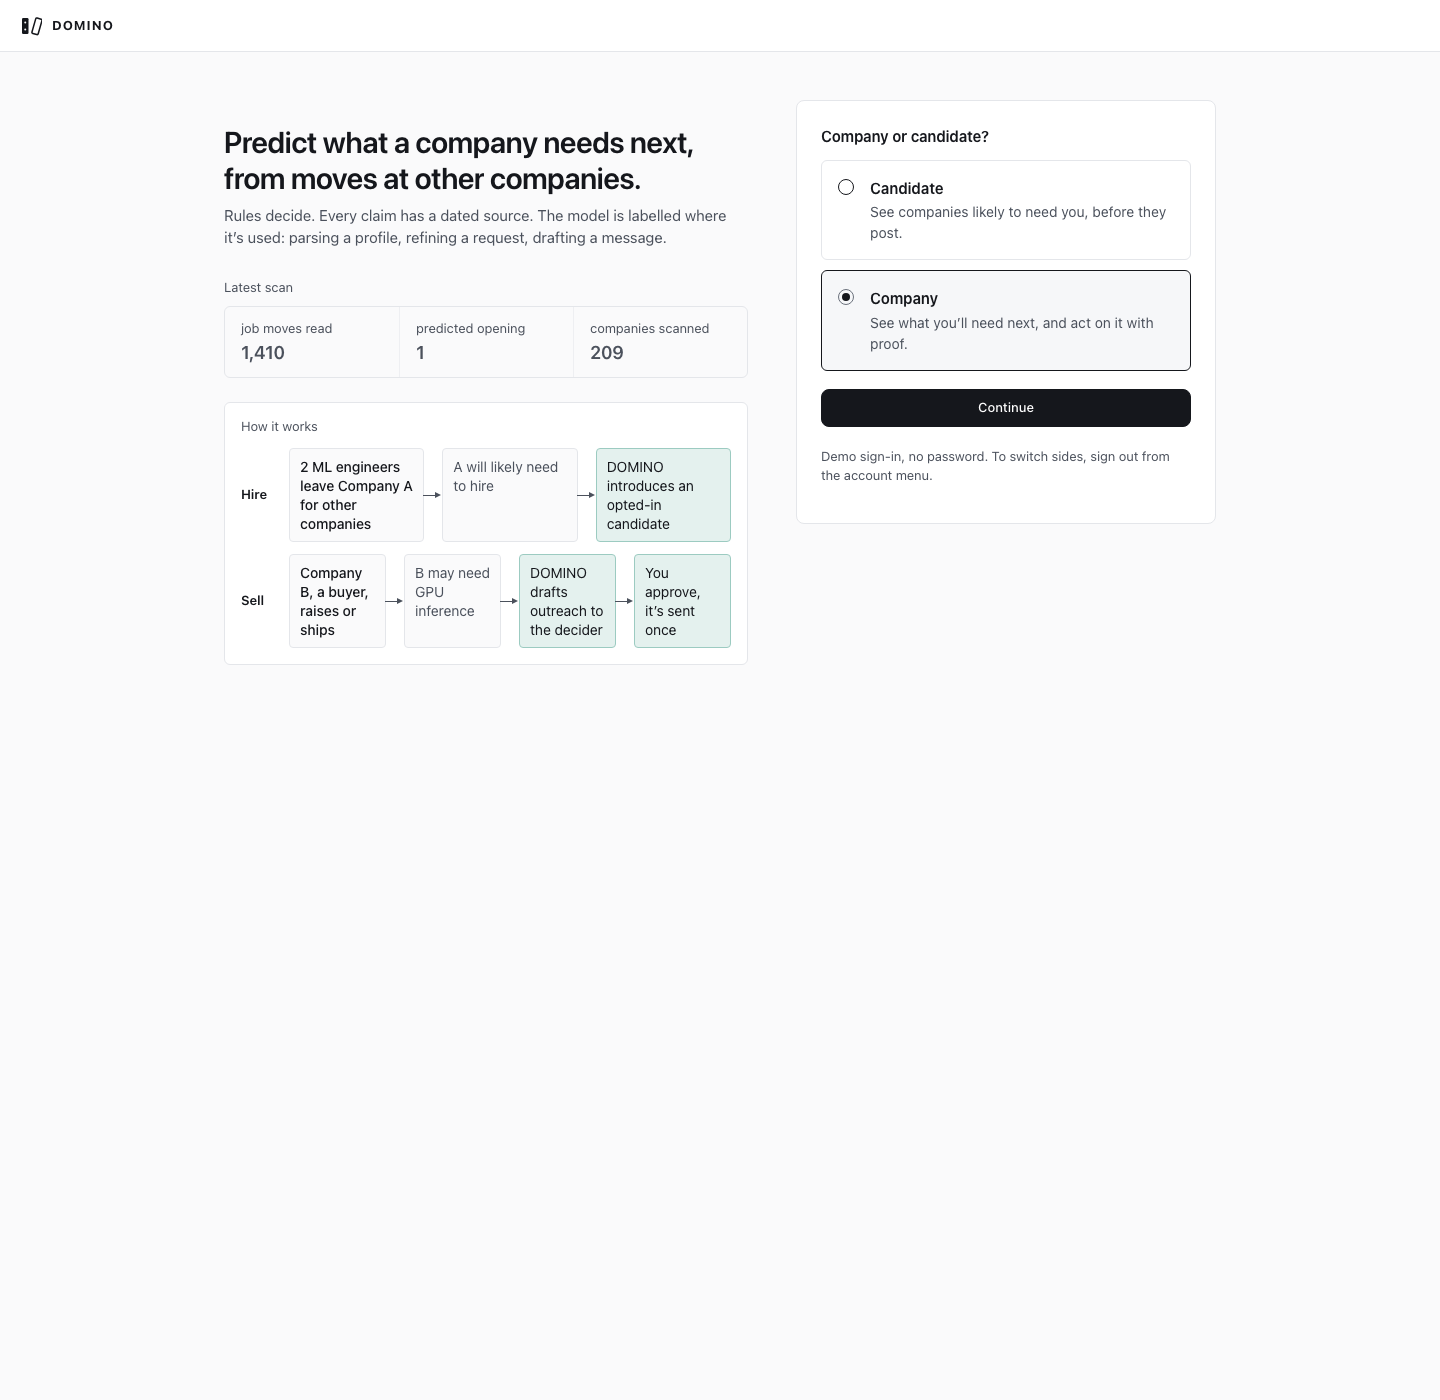 DOMINO
Predict what a company needs next,
from moves at other companies.
Rules decide. Every claim has a dated source. The model is labelled where
it’s used: parsing a profile, refining a request, drafting a message.
Latest scan
job moves read
1,410
predicted opening
1
companies scanned
209
How it works
Hire
2 ML engineers
leave Company A
for other
companies
A will likely need
to hire
DOMINO
introduces an
opted-in
candidate
Sell
Company
B, a buyer,
raises or
ships
B may need
GPU
inference
DOMINO
drafts
outreach to
the decider
You
approve,
it’s sent
once
Company or candidate?
Candidate
See companies likely to need you, before they
post.
Company
See what you’ll need next, and act on it with
proof.
Continue
Demo sign-in, no password. To switch sides, sign out from
the account menu.